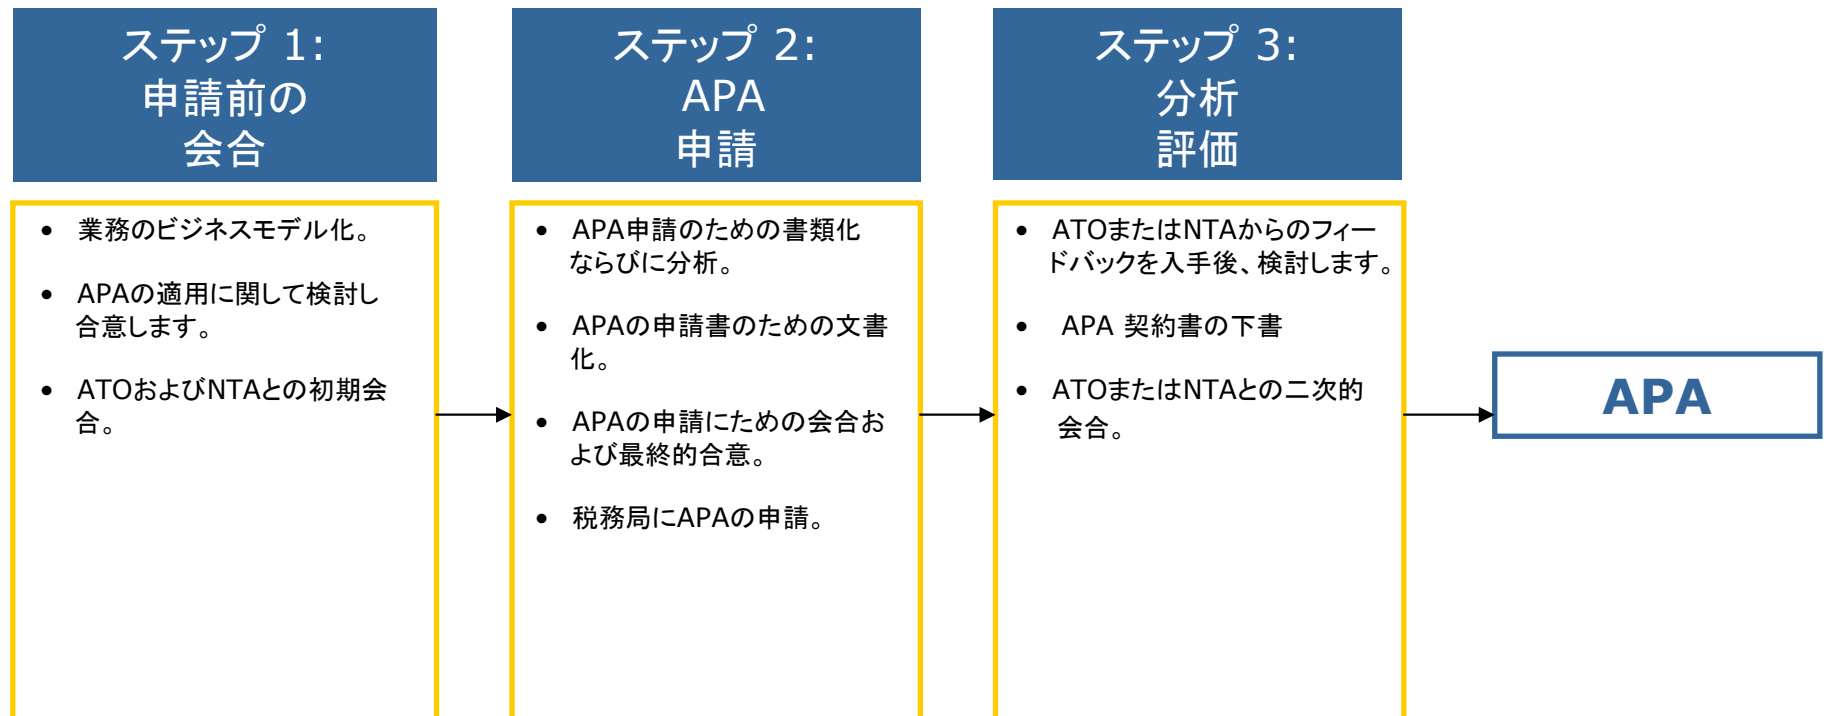 ステップ 1:
申請前の
会合
• 業務のビジネスモデル化。
• APAの適用に関して検討し
合意します。
• ATOおよびNTAとの初期会
合。
ステップ 2:
APA
申請
• APA申請のための書類化
ならびに分析。
• APAの申請書のための文書
化。
• APAの申請にための会合お
よび最終的合意。
• 税務局にAPAの申請。
ステップ 3:
分析
評価
• ATOまたはNTAからのフィー
ドバックを入手後、検討します。
• APA 契約書の下書
• ATOまたはNTAとの二次的
会合。
APA